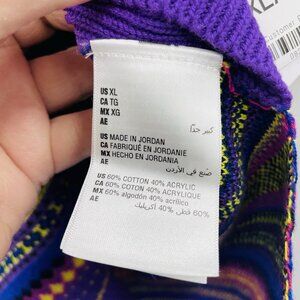 US XL
CA TG
MX XG
AE
كبير جدًا
US MADE IN JORDAN
CA FABRIQUÉ EN JORDANIE
MX HECHO EN JORDANIA
AE
صنع في الأردن
US 60% COTTON 40% ACRYLIC
CA 60% COTON 40% ACRYLIQUE
MX 60% algodón 40% acrílico
AE
60% قطن 40% أكريليك
Customer